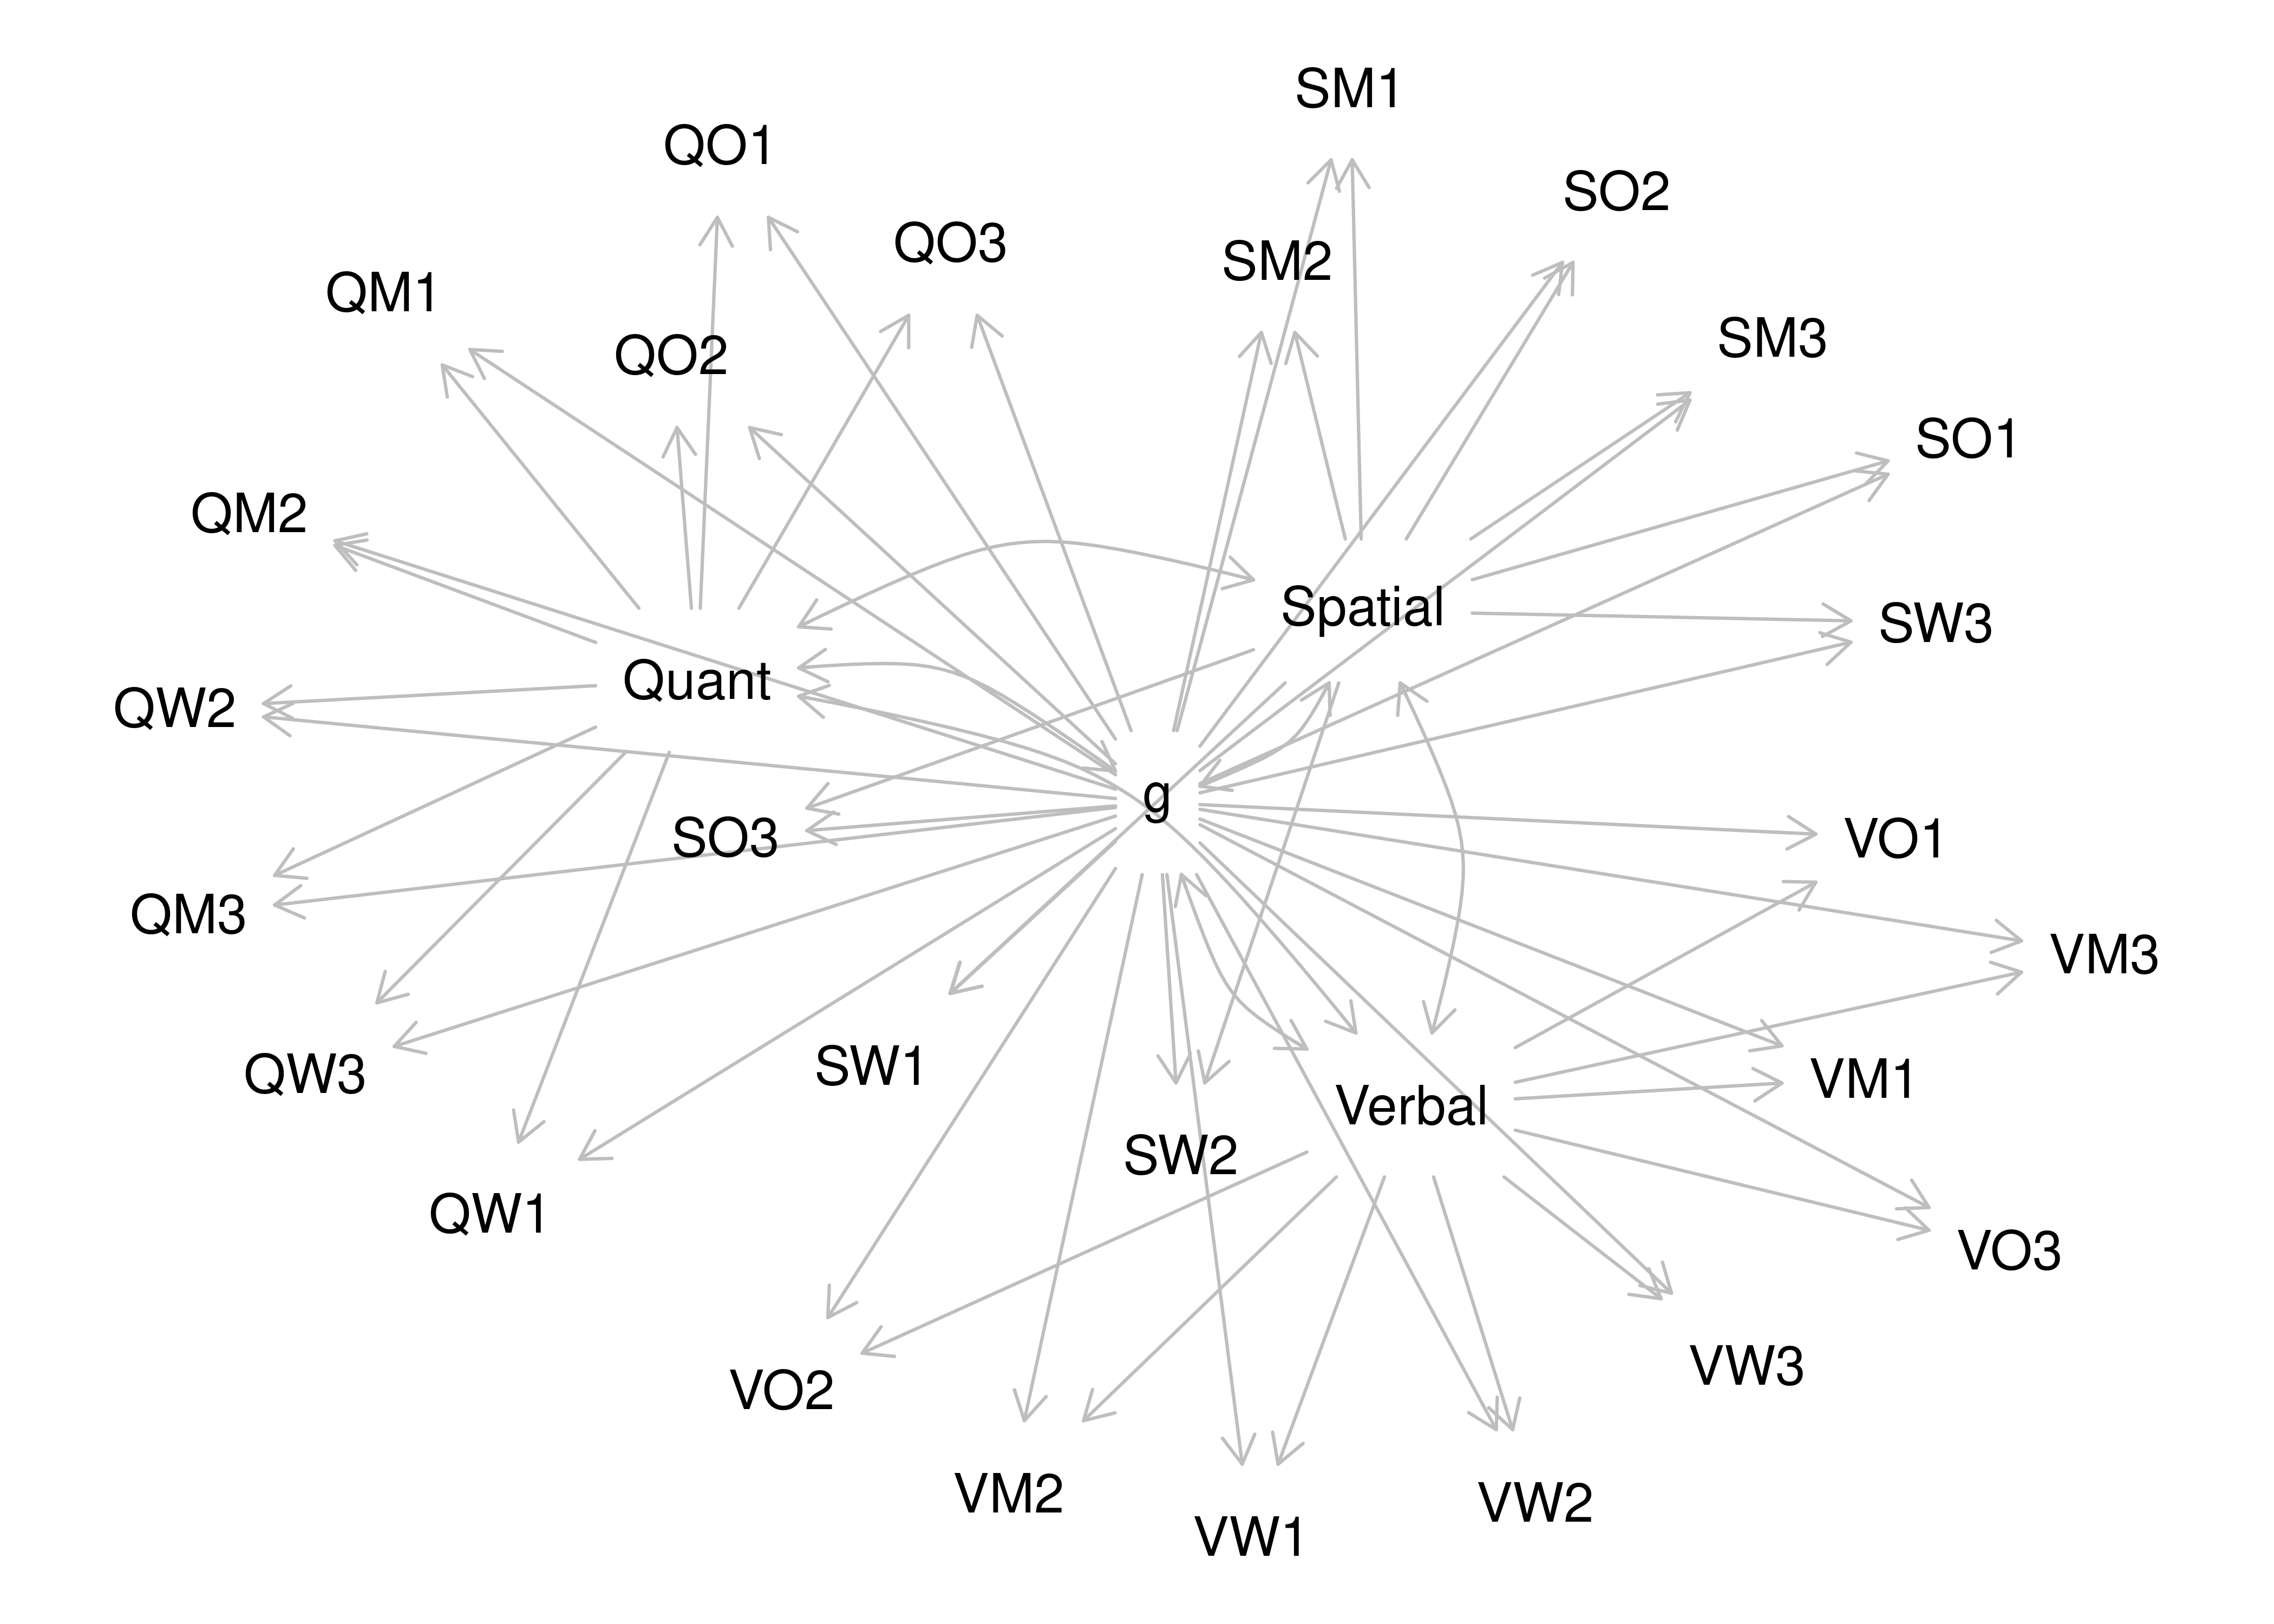 SM1
QO1
SO2
QO3
SM2
QM1
SM3
QO2
SO1
QM2
Spatial
SW3
Quant
QW2
g
SO3
VO1
QM3
VM3
SW1
QW3
VM1
Verbal
SW2
QW1
VO3
VW3
VO2
VM2
VW2
VW1